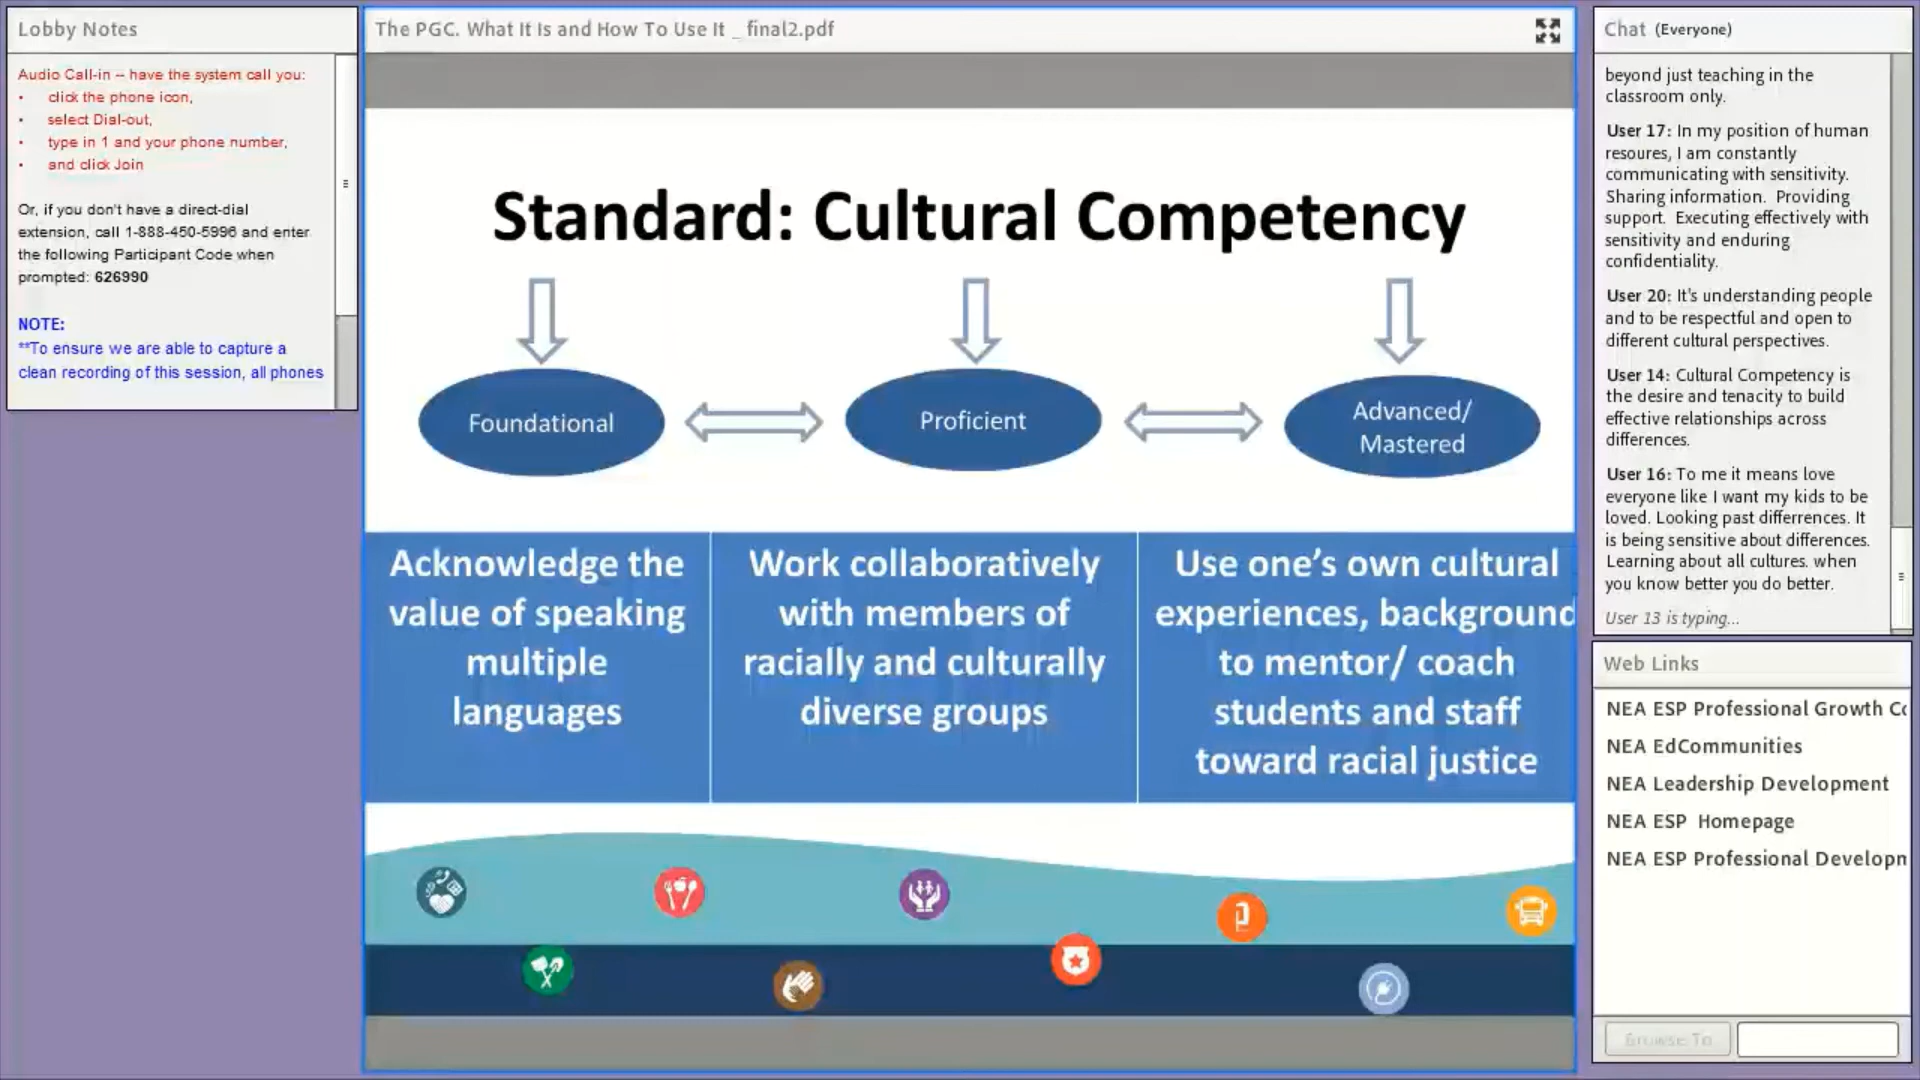 Lobby Notes
Audio Call-in -- have the system call you:
• click the phone icon,
• select Dial-out,
• type in 1 and your phone number,
• and click Join
Or, if you don't have a direct-dial
extension, call 1-888-450-5996 and enter
the following Participant Code when
prompted: 626990
NOTE:
**To ensure we are able to capture a
clean recording of this session, all phones
The PGC. What It Is and How To Use It _ final2.pdf
Standard: Cultural Competency
Foundational
Proficient
Advanced/
Mastered
Acknowledge the
value of speaking
multiple
languages
Work collaboratively
with members of
racially and culturally
diverse groups
Use one's own cultural
experiences, background
to mentor/ coach
students and staff
toward racial justice
Chat (Everyone)
beyond just teaching in the
classroom only.
User 17: In my position of human
resoures, I am constantly
communicating with sensitivity.
Sharing information. Providing
support. Executing effectively with
sensitivity and enduring
confidentiality.
User 20: It's understanding people
and to be respectful and open to
different cultural perspectives.
User 14: Cultural Competency is
the desire and tenacity to build
effective relationships across
differences.
User 16: To me it means love
everyone like I want my kids to be
loved. Looking past differrences. It
is being sensitive about differences.
Learning about all cultures. when
you know better you do better.
User 13 is typing...
Web Links
NEA ESP Professional Growth Co
NEA EdCommunities
NEA Leadership Development
NEA ESP Homepage
NEA ESP Professional Developn
Browse To